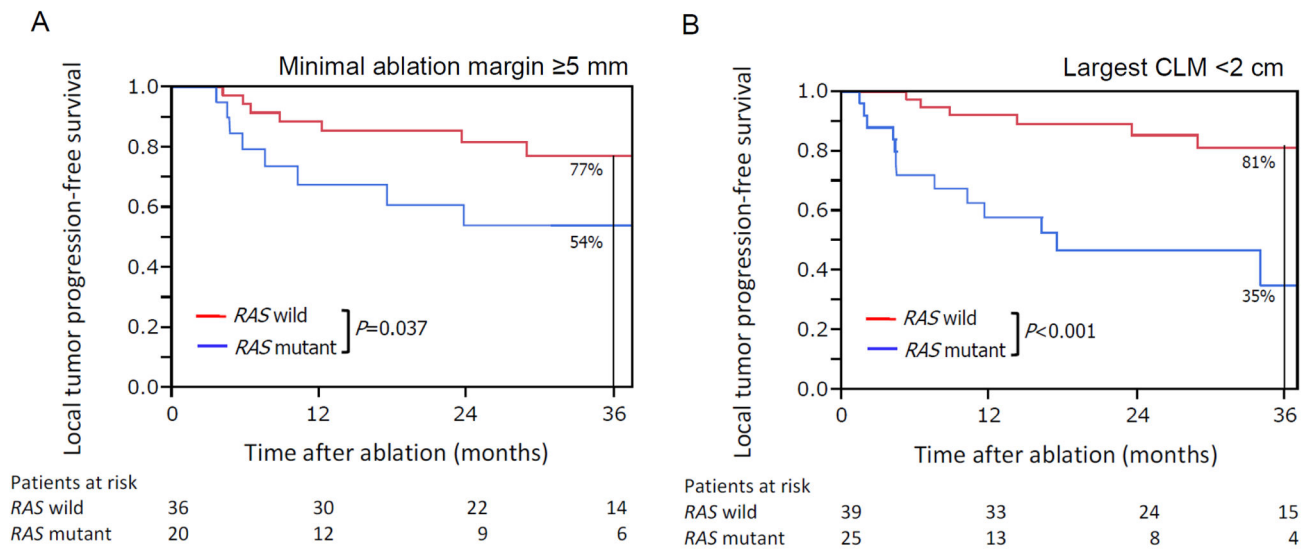 A
Minimal ablation margin ≥5 mm
Local tumor progression-free survival
1.0
0.8
0.6
0.4
0.2
0.0
77%
54%
RAS wild
RAS mutant
P=0.037
0 12 24 36
Time after ablation (months)
Patients at risk
RAS wild 36 30 22 14
RAS mutant 20 12 9 6
B
Largest CLM <2 cm
Local tumor progression-free survival
1.0
0.8
0.6
0.4
0.2
0.0
81%
35%
RAS wild
RAS mutant
P<0.001
0 12 24 36
Time after ablation (months)
Patients at risk
RAS wild 39 33 24 15
RAS mutant 25 13 8 4